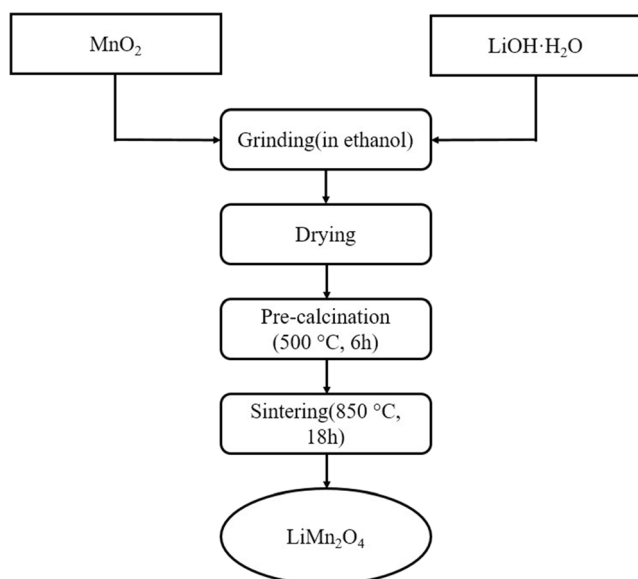 MnO₂
LiOH·H₂O
Grinding(in ethanol)
Drying
Pre-calcination
(500 °C, 6h)
Sintering(850 °C,
18h)
LiMn₂O₄